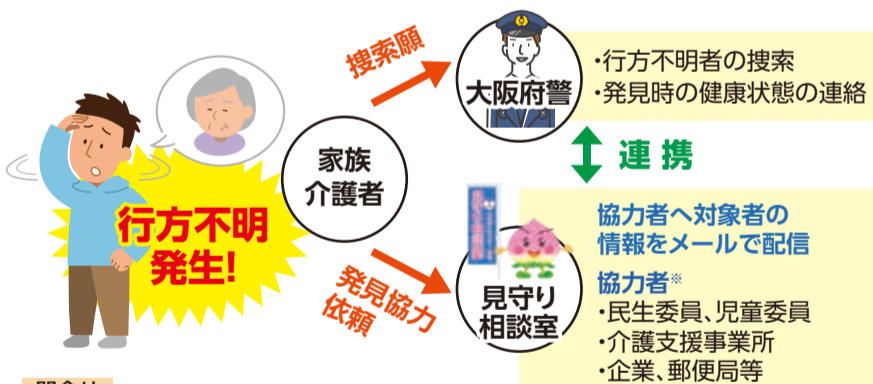 行方不明
発生!
家族
介護者
捜索願
大阪府警
・行方不明者の捜索
・発見時の健康状態の連絡
連携
発見協力
依頼
見守り
相談室
協力者へ対象者の
情報をメールで配信
協力者※
・民生委員、児童委員
・介護支援事業所
・企業、郵便局等